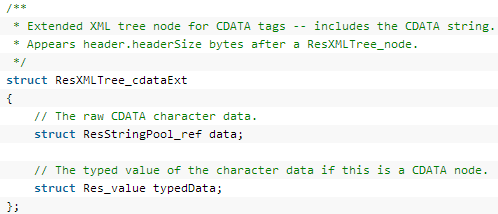 /**
 * Extended XML tree node for CDATA tags -- includes the CDATA string.
 * Appears header.headerSize bytes after a ResXMLTree_node.
 */
struct ResXMLTree_cdataExt
{
    // The raw CDATA character data.
    struct ResStringPool_ref data;

    // The typed value of the character data if this is a CDATA node.
    struct Res_value typedData;
};